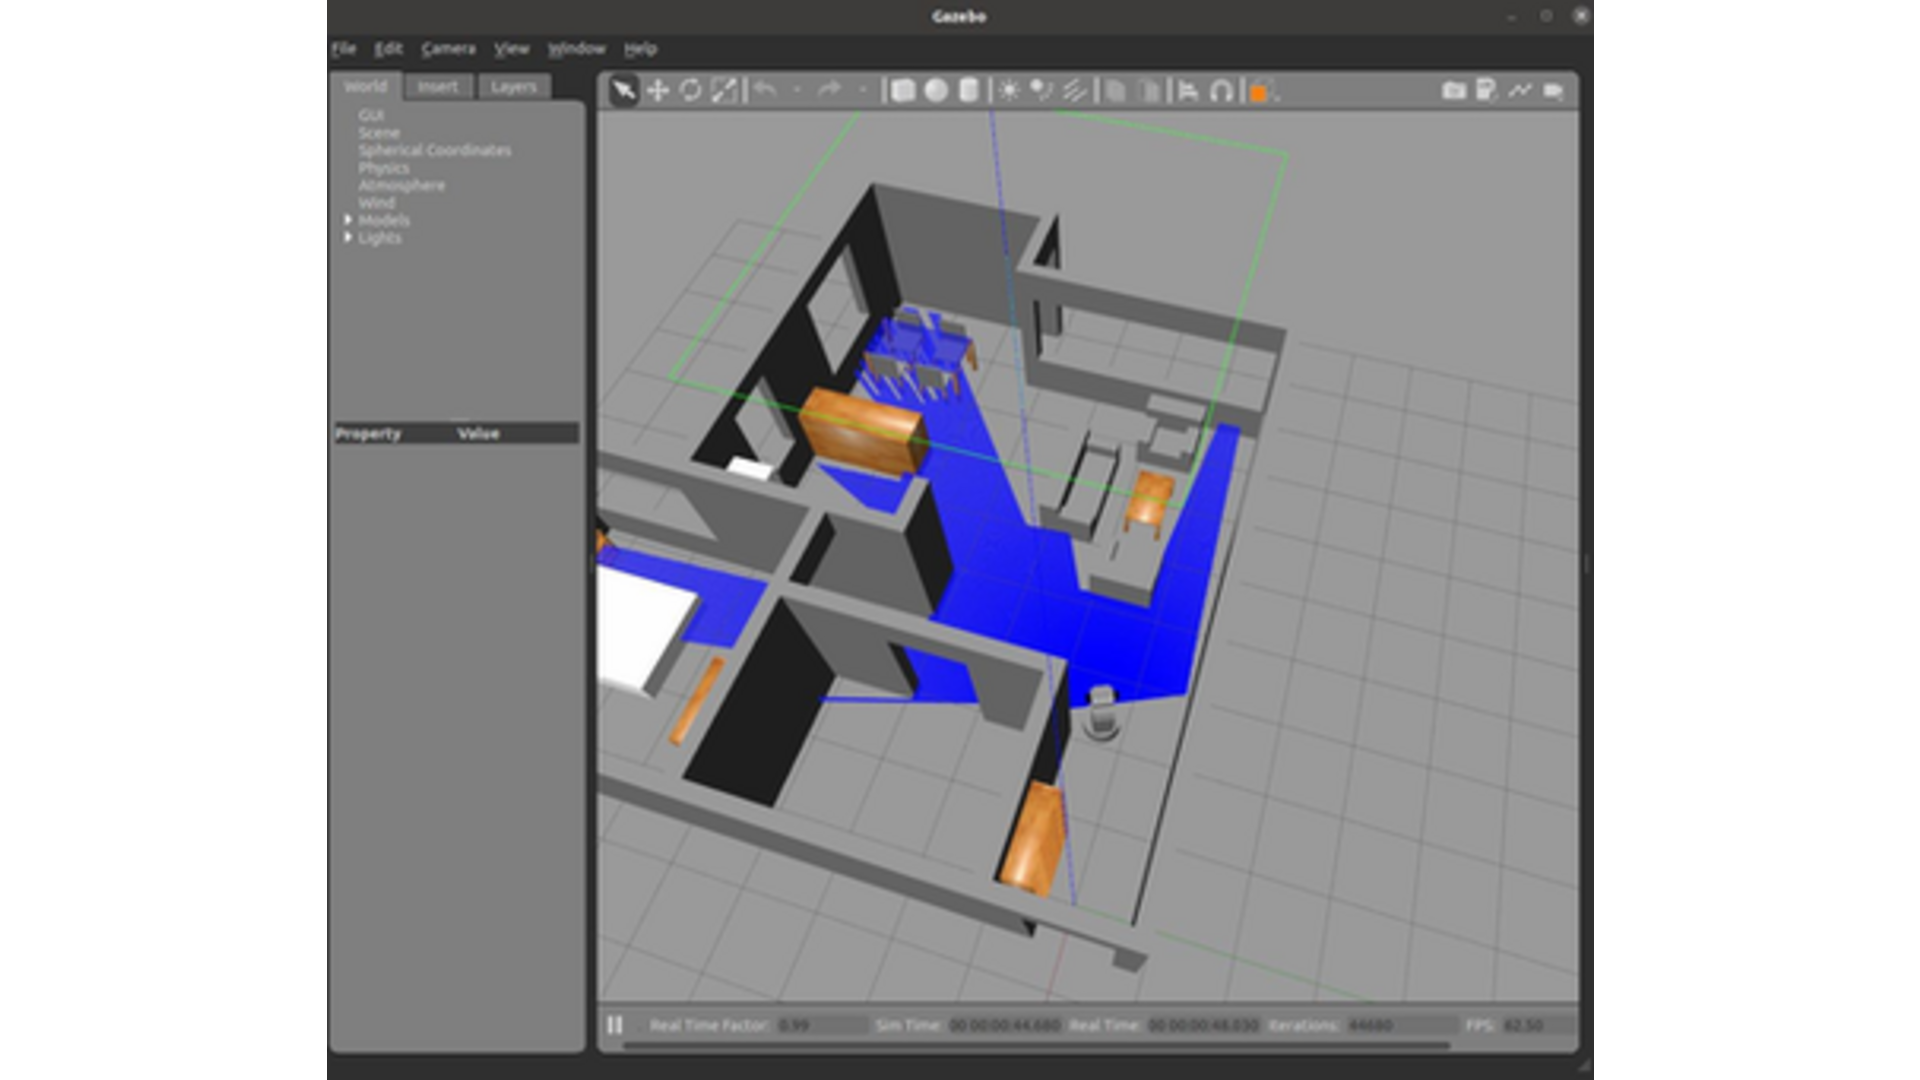 Gazebo
File Edit Camera View Window Help
World Insert Layers
GUI
Scene
Spherical Coordinates
Physics
Atmosphere
Wind
Models
Lights
Property Value
Real Time Factor: 0.99 Sim Time: 00 00:00:44.680 Real Time: 00 00:00:48.030 Iterations: 44680 FPS: 62.50